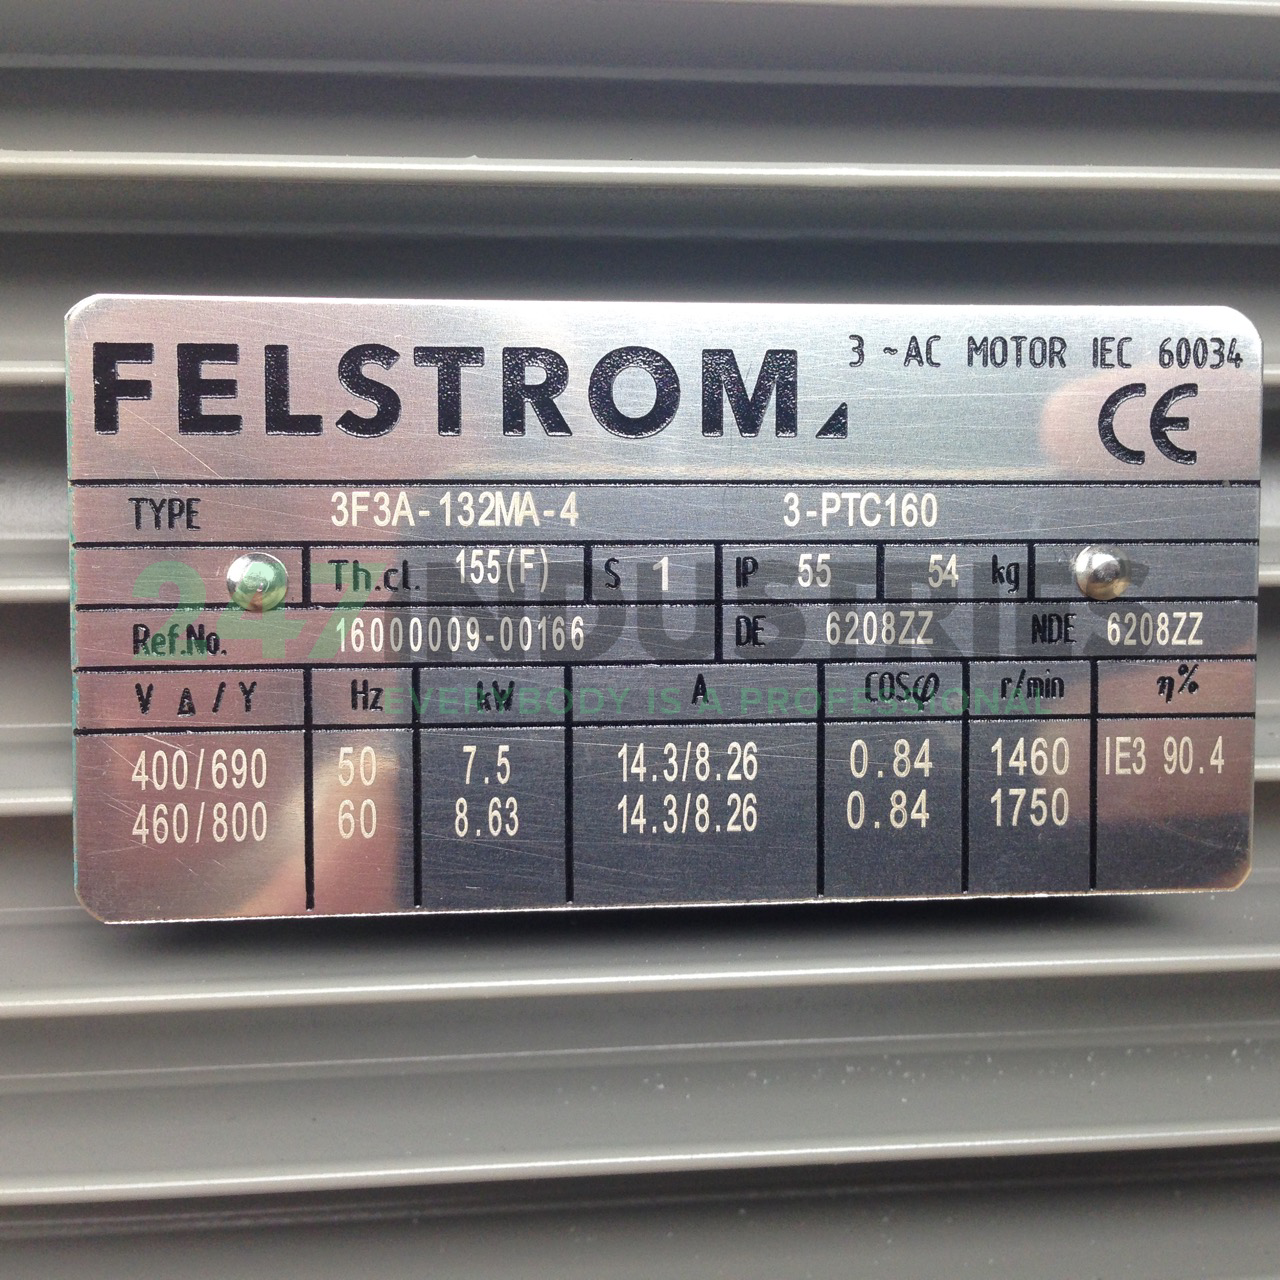 FELSTROM
3 ~AC MOTOR IEC 60034
CE
TYPE 3F3A-132MA-4 3-PTC160
Th.cl. 155(F) S 1 IP 55 54 kg
247 INDUSTRIES
Ref.No. 16000009-00166 DE 6208ZZ NDE 6208ZZ
V Δ / Y Hz kW A COSφ r/min η%
EVERYBODY IS A PROFESSIONAL
400/690 50 7.5 14.3/8.26 0.84 1460 IE3 90.4
460/800 60 8.63 14.3/8.26 0.84 1750